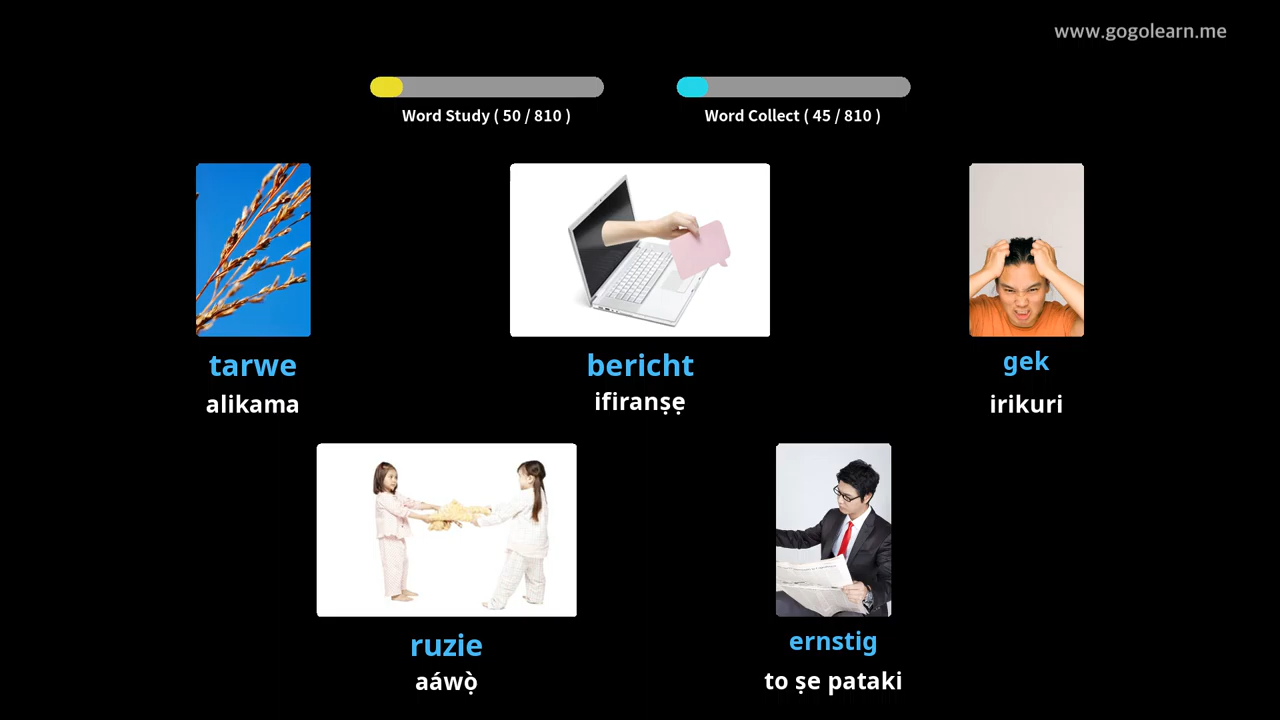 www.gogolearn.me
Word Study ( 50 / 810 )
Word Collect ( 45 / 810 )
tarwe
alikama
bericht
ifiranṣẹ
gek
irikuri
ruzie
aáwọ̀
ernstig
to ṣe pataki